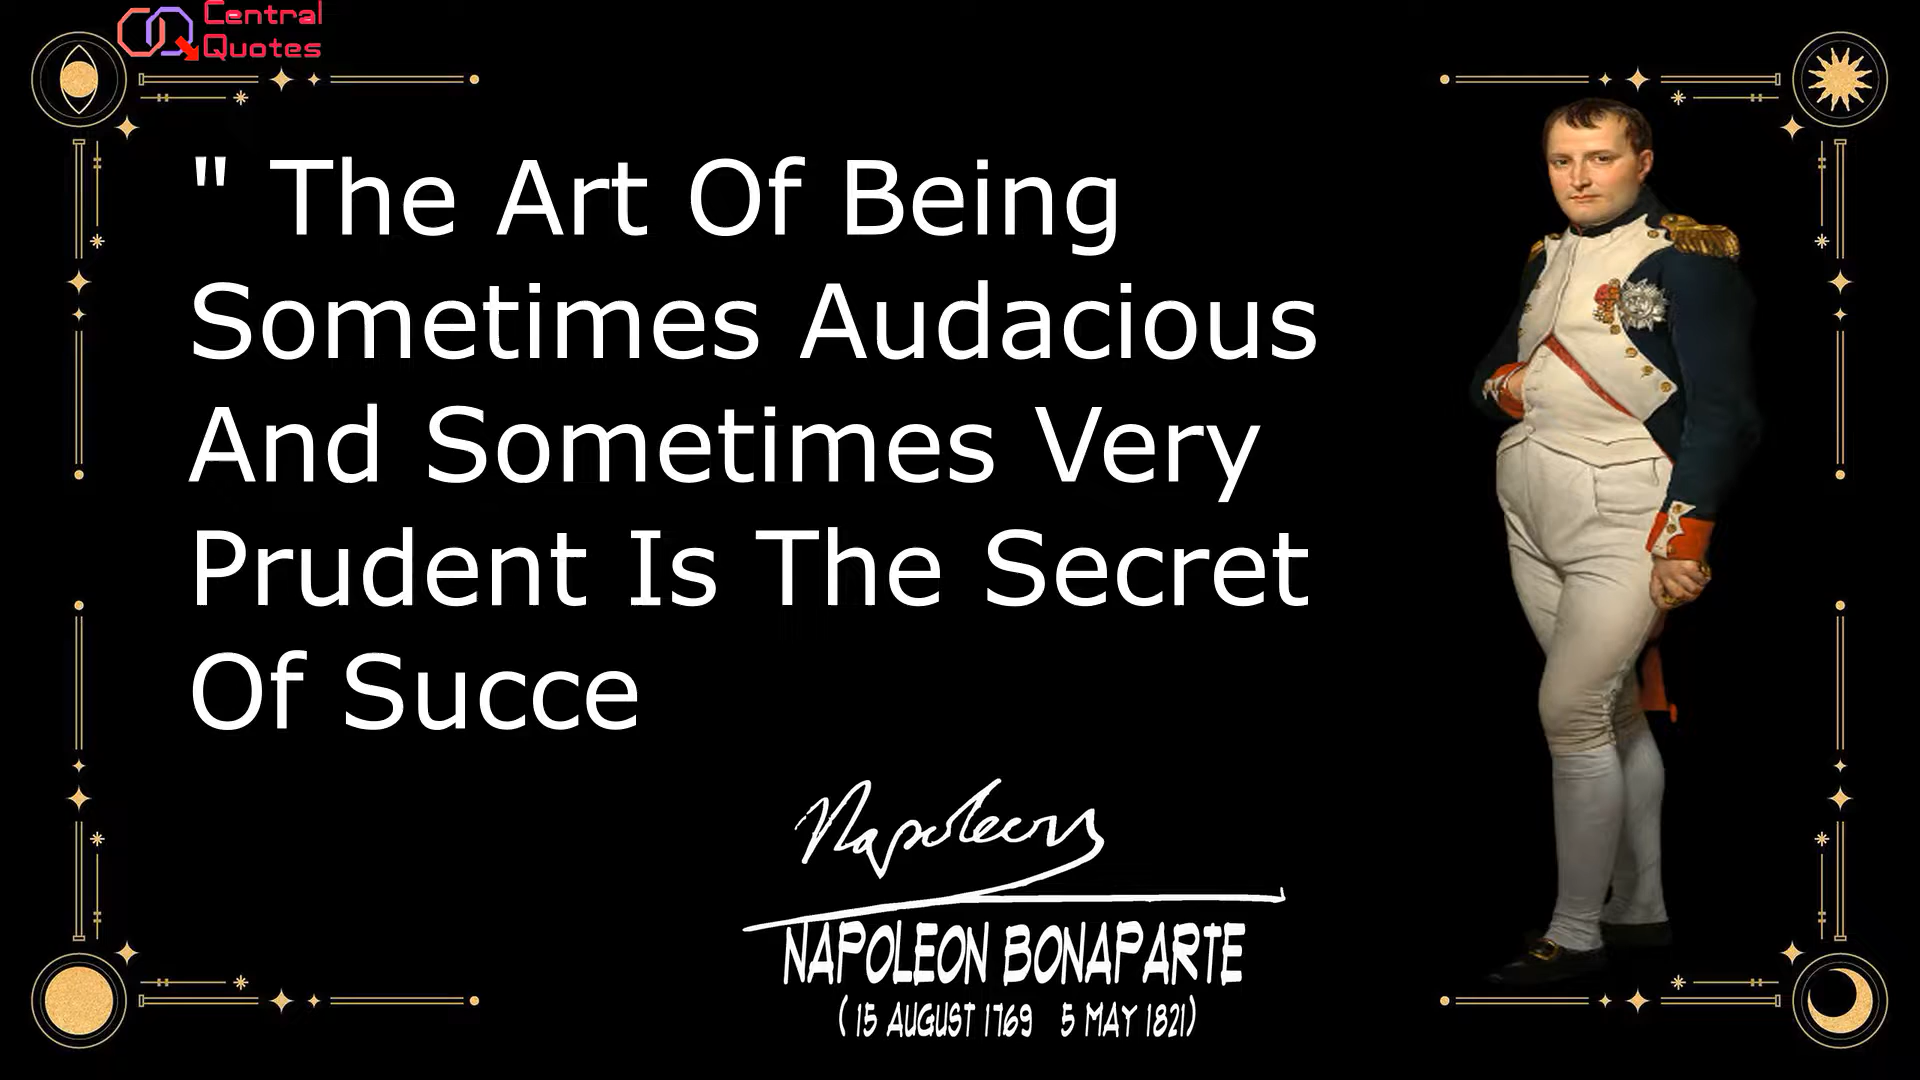 Central
Quotes
" The Art Of Being
Sometimes Audacious
And Sometimes Very
Prudent Is The Secret
Of Succe
Napoleon
NAPOLEON BONAPARTE
( 15 AUGUST 1769 5 MAY 1821)